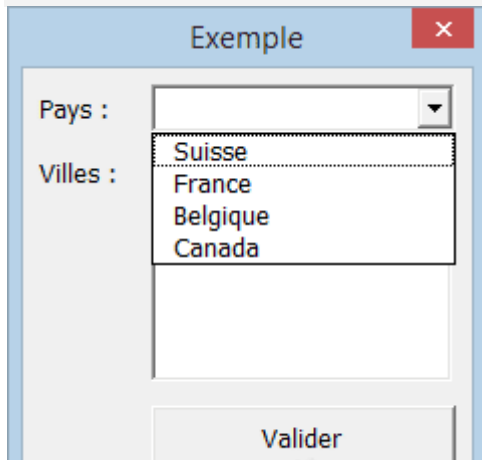 Exemple
Pays :
Suisse
Villes :
France
Belgique
Canada
Valider